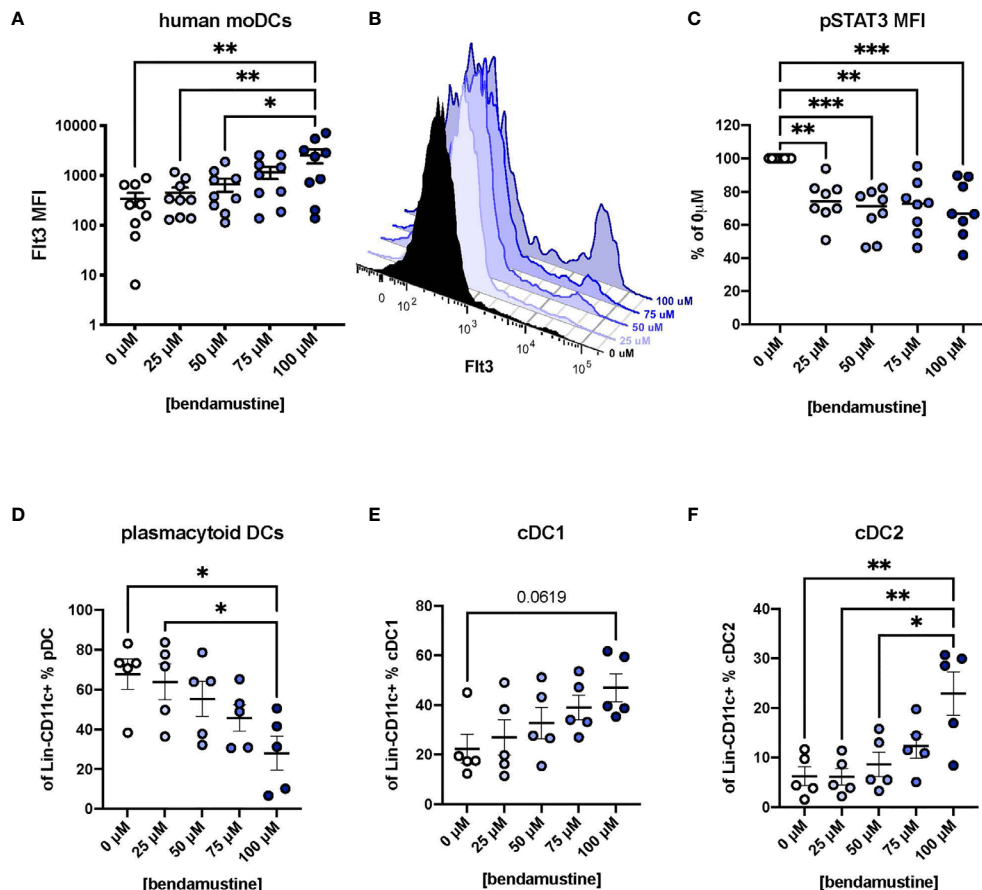 A
human moDCs
**
**
*
Flt3 MFI
10000
1000
100
10
1
0 µM
25 µM
50 µM
75 µM
100 µM
[bendamustine]
B
0
10²
10³
10⁴
10⁵
Flt3
100 uM
75 uM
50 uM
25 uM
0 uM
C
pSTAT3 MFI
***
**
***
**
% of 0µM
120
100
80
60
40
20
0
0 µM
25 µM
50 µM
75 µM
100 µM
[bendamustine]
D
plasmacytoid DCs
*
*
of Lin-CD11c+ % pDC
100
80
60
40
20
0
0 µM
25 µM
50 µM
75 µM
100 µM
[bendamustine]
E
cDC1
0.0619
of Lin-CD11c+ % cDC1
80
60
40
20
0
0 µM
25 µM
50 µM
75 µM
100 µM
[bendamustine]
F
cDC2
**
**
*
of Lin-CD11c+ % cDC2
40
30
20
10
0
0 µM
25 µM
50 µM
75 µM
100 µM
[bendamustine]